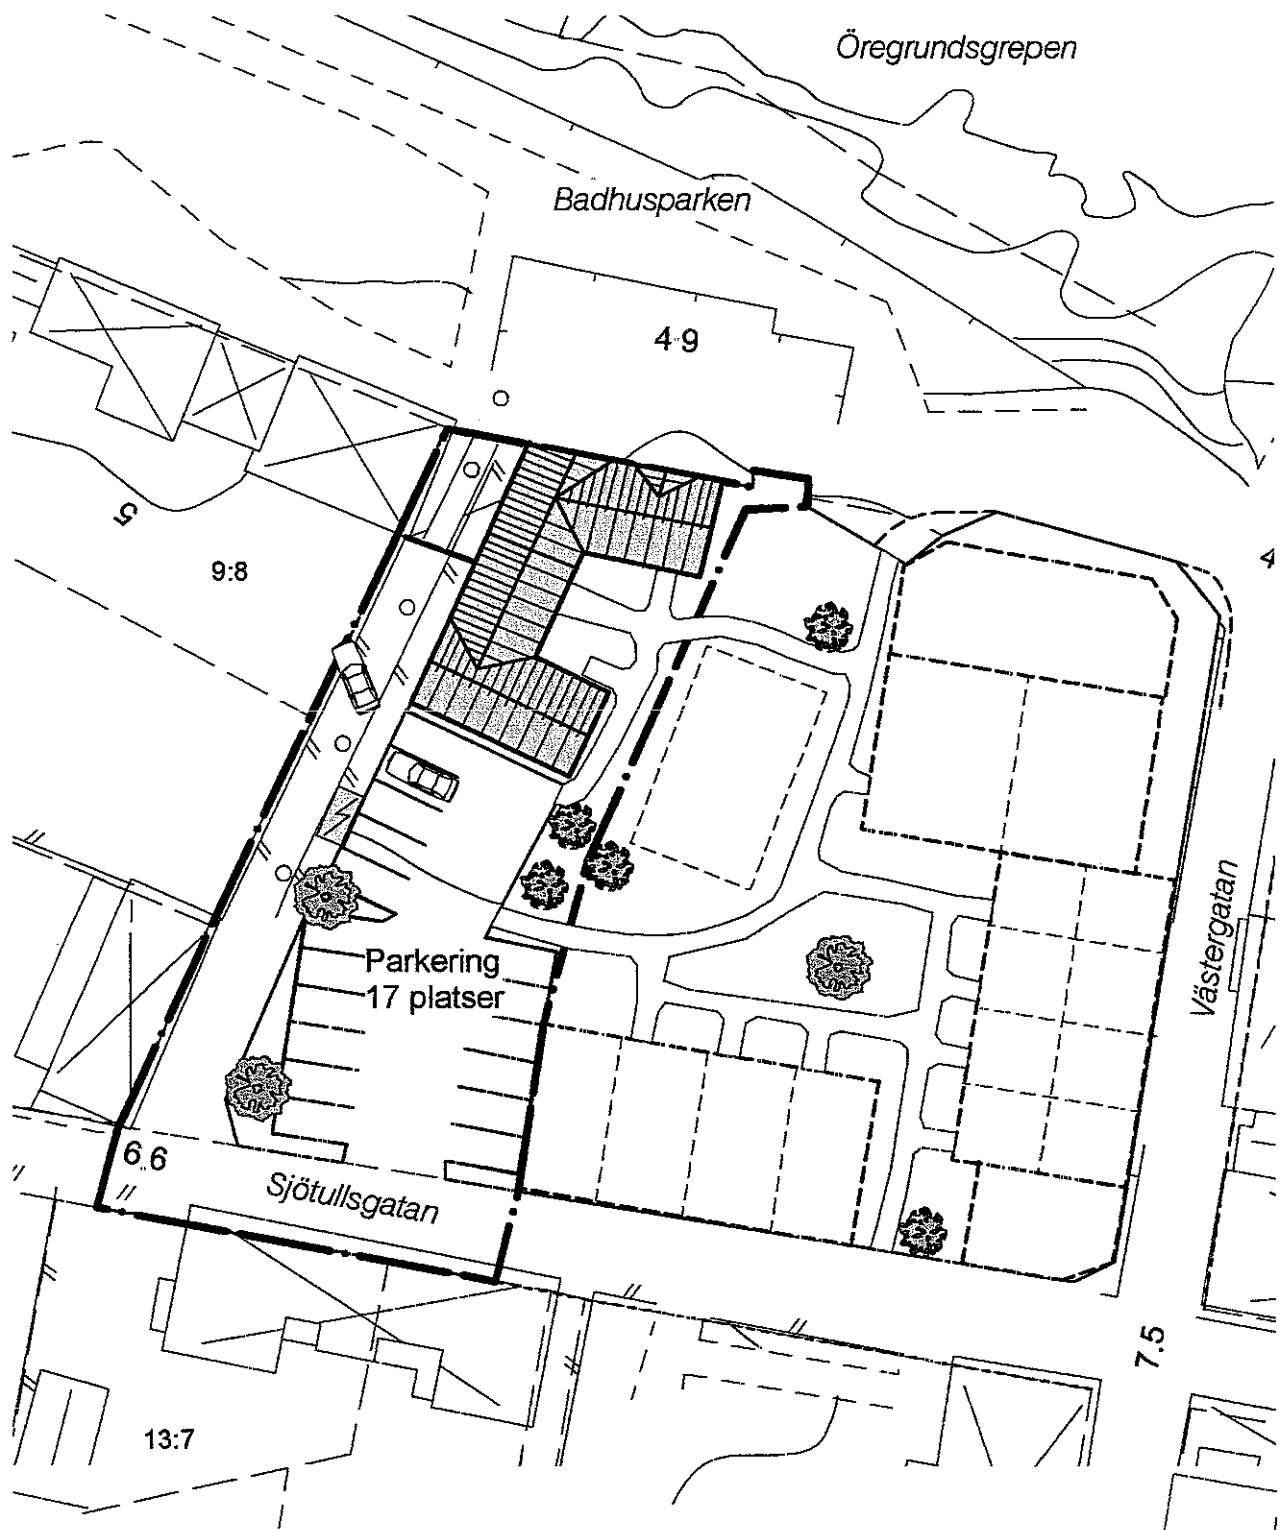 Öregrundsgrepen
Badhusparken
4.9
5
9:8
4
Parkering
17 platser
Västergatan
6.6
Sjötullsgatan
7.5
13:7